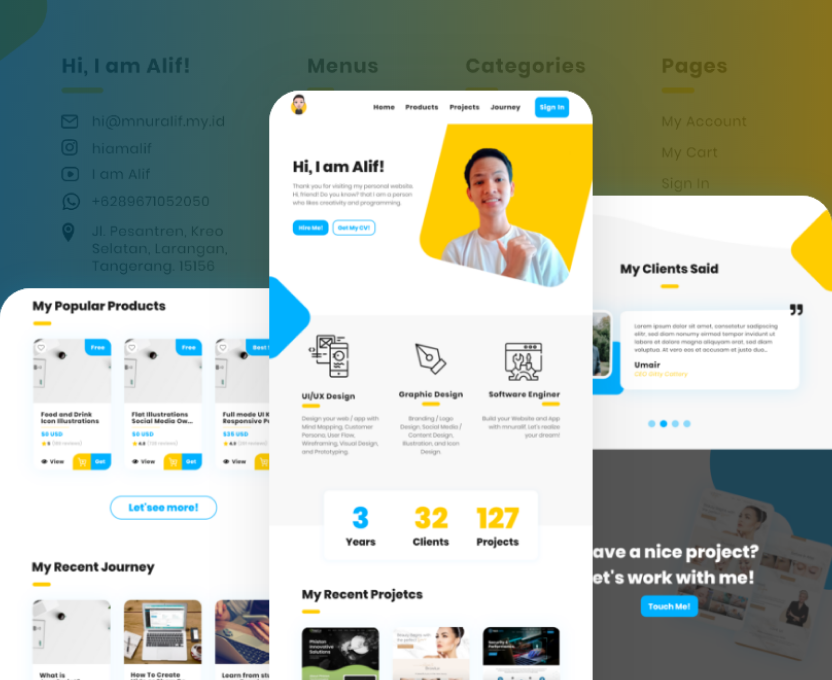 Hi, I am Alif!
hi@mnuralif.my.id
hiamalif
I am Alif
+6289671052050
Jl. Pesantren, Kreo
Selatan, Larangan,
Tangerang. 15156
Menus
Categories
Pages
My Account
My Cart
Sign In
Home Products Projects Journey Sign In
Hi, I am Alif!
Thank you for visiting my personal website.
Hi, friend! Do you know? that I am a person
who likes creativity and programming.
Hire Me! Get My CV!
UI/UX Design
Design your web / app with
Mind Mapping, Customer
Persona, User Flow,
Wireframing, Visual Design,
and Prototyping.
Graphic Design
Branding / Logo
Design, Social Media /
Content Design,
Illustration, and Icon
Design.
Software Enginer
Build your Website and App
with mnuralif. Let's realize
your dream!
3 32 127
Years Clients Projects
My Recent Projetcs
My Popular Products
Free
Food and Drink
Icon Illustrations
$0 USD
View Get
Free
Flat Illustrations
Social Media Ow...
$0 USD
4.8
View Get
Best
Full made UI
Responsive
$25 USD
4.8
View
Let'see more!
My Recent Journey
What is
How To Create
Learn from
My Clients Said
Lorem ipsum dolor sit amet, consetetur sadipscing
elitr, sed diam nonumy eirmod tempor invidunt ut
labore et dolore magna aliquyam erat, sed diam
voluptua. At vero eos et accusam et justo duo...
Umair
ave a nice project?
et's work with me!
Touch Me!